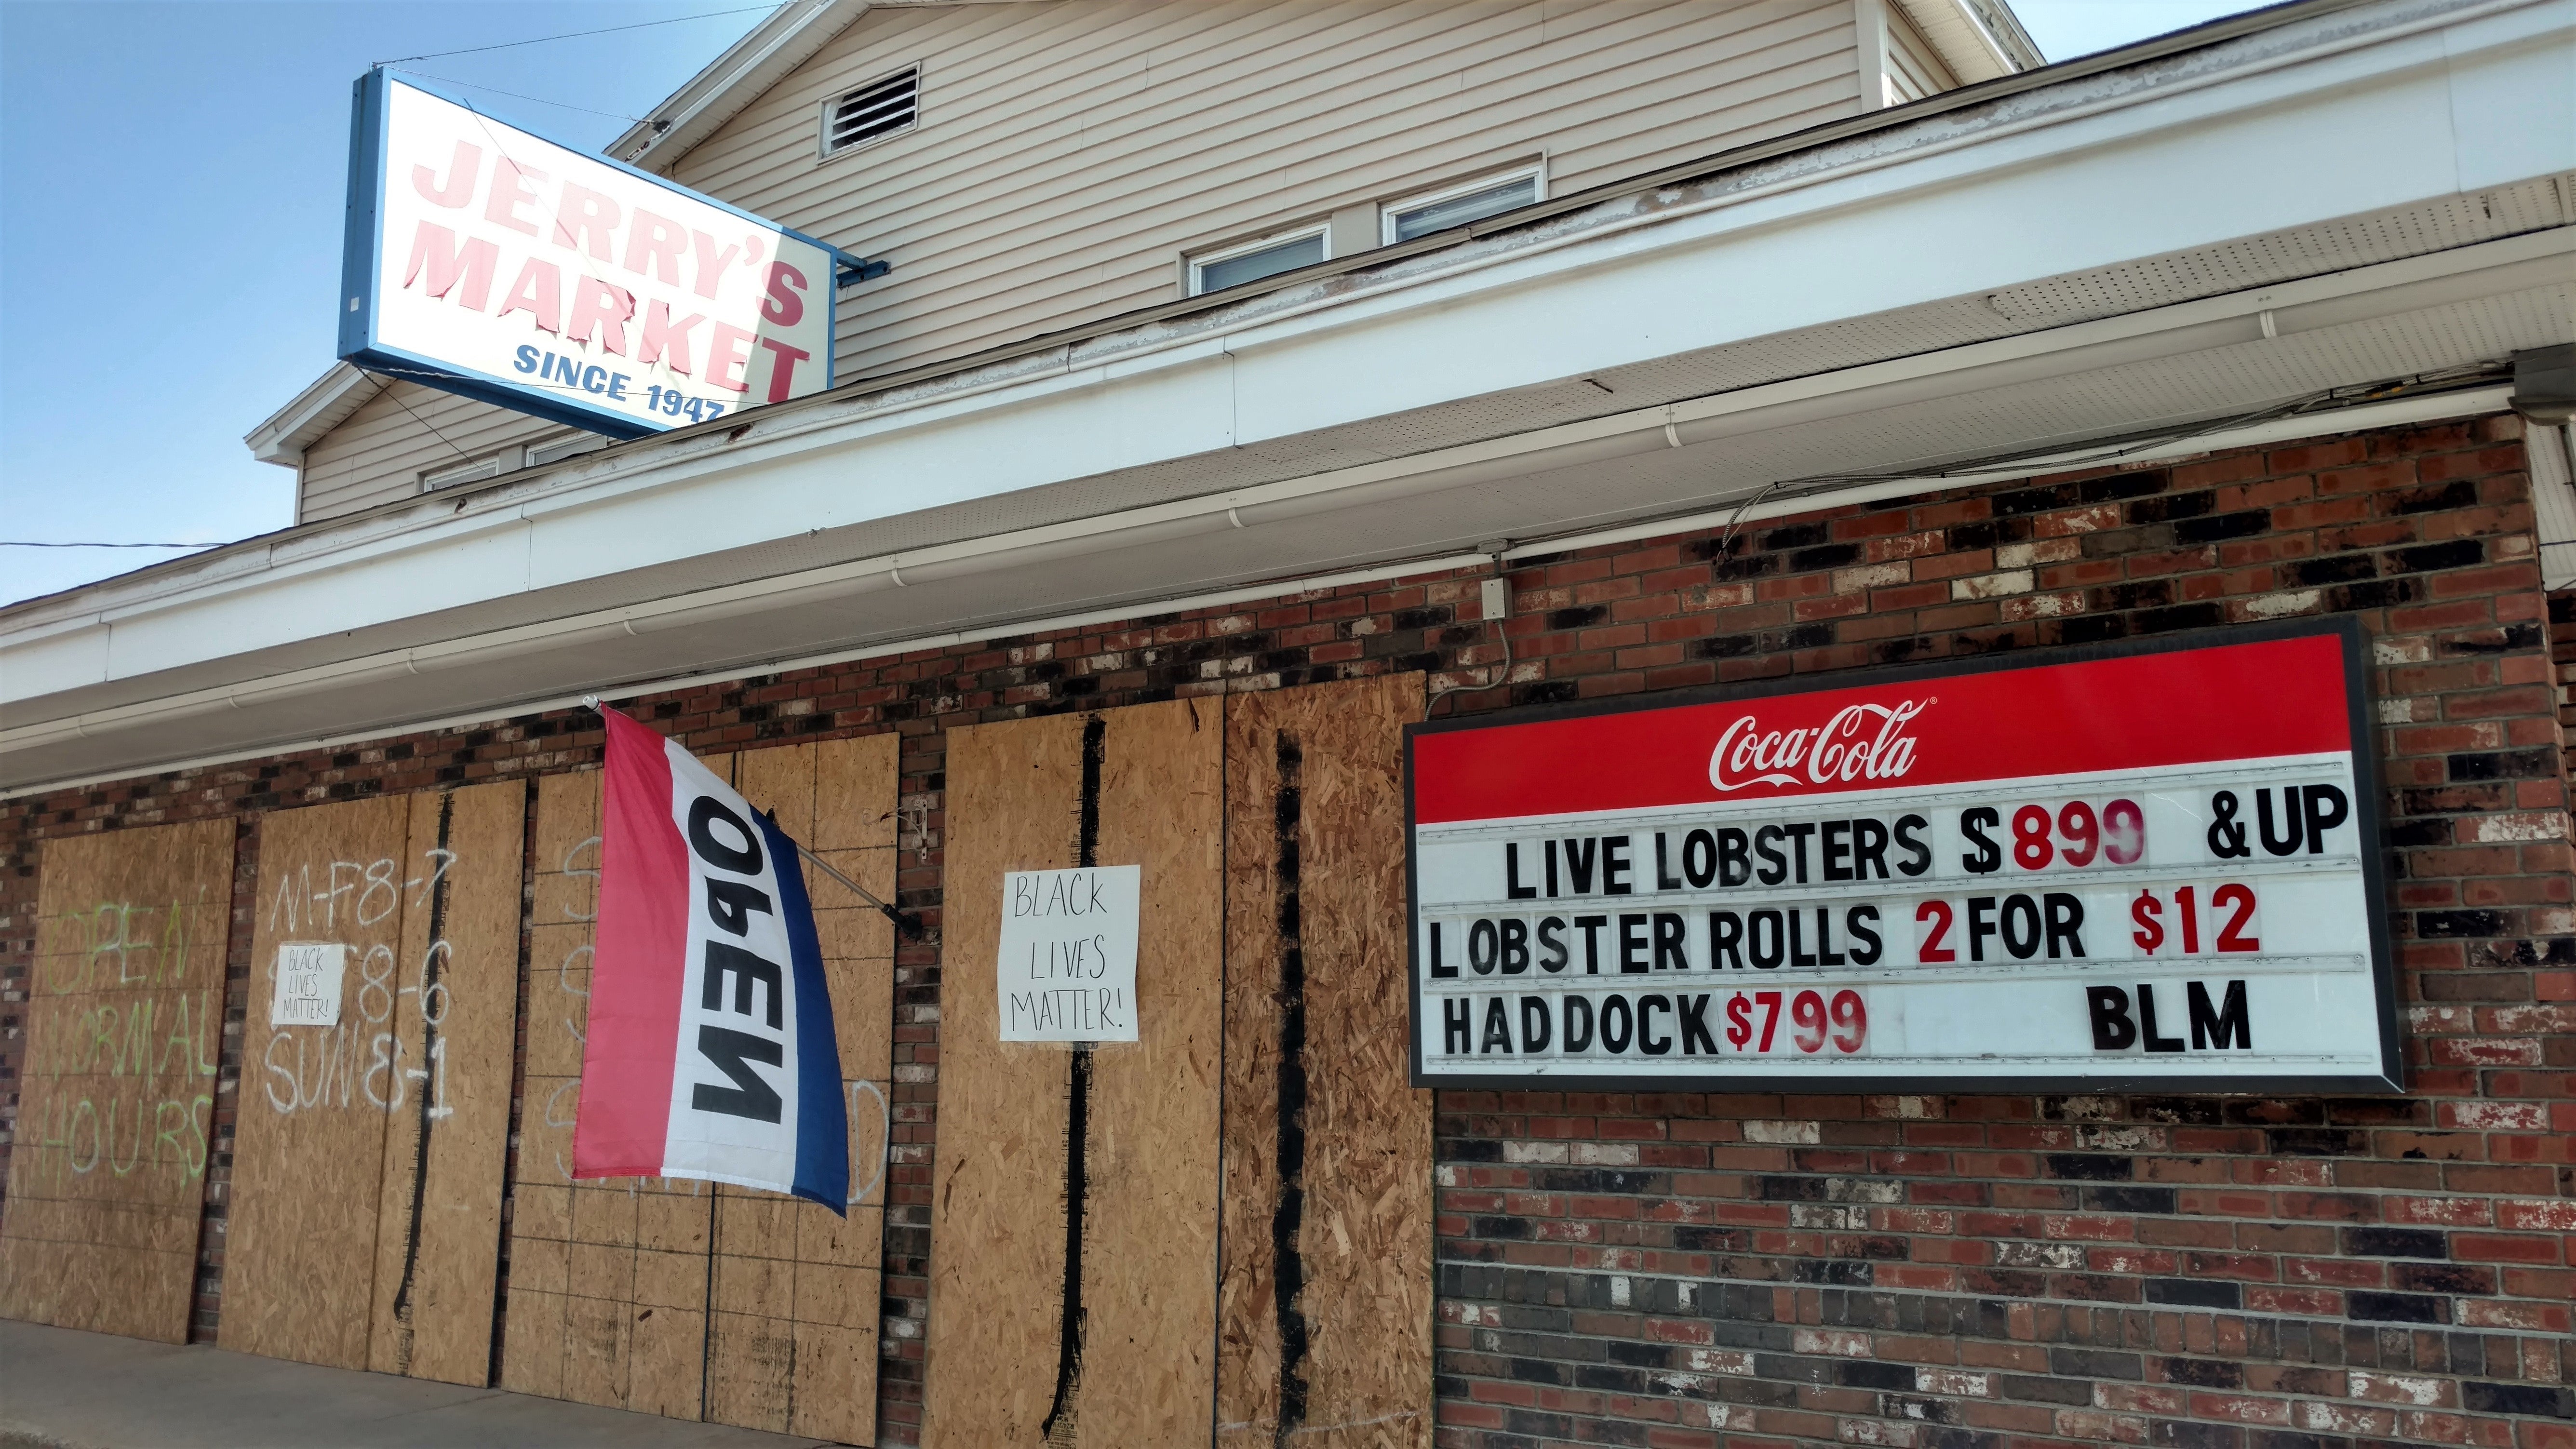 JERRY'S
MARKET
SINCE 1947
OPEN
NORMAL
HOURS
M-F 8-7
8-6
SUN 8-1
BLACK
LIVES
MATTER!
OPEN
BLACK
LIVES
MATTER!
Coca-Cola®
LIVE LOBSTERS $899 &UP
LOBSTER ROLLS 2 FOR $12
HADDOCK $799 BLM